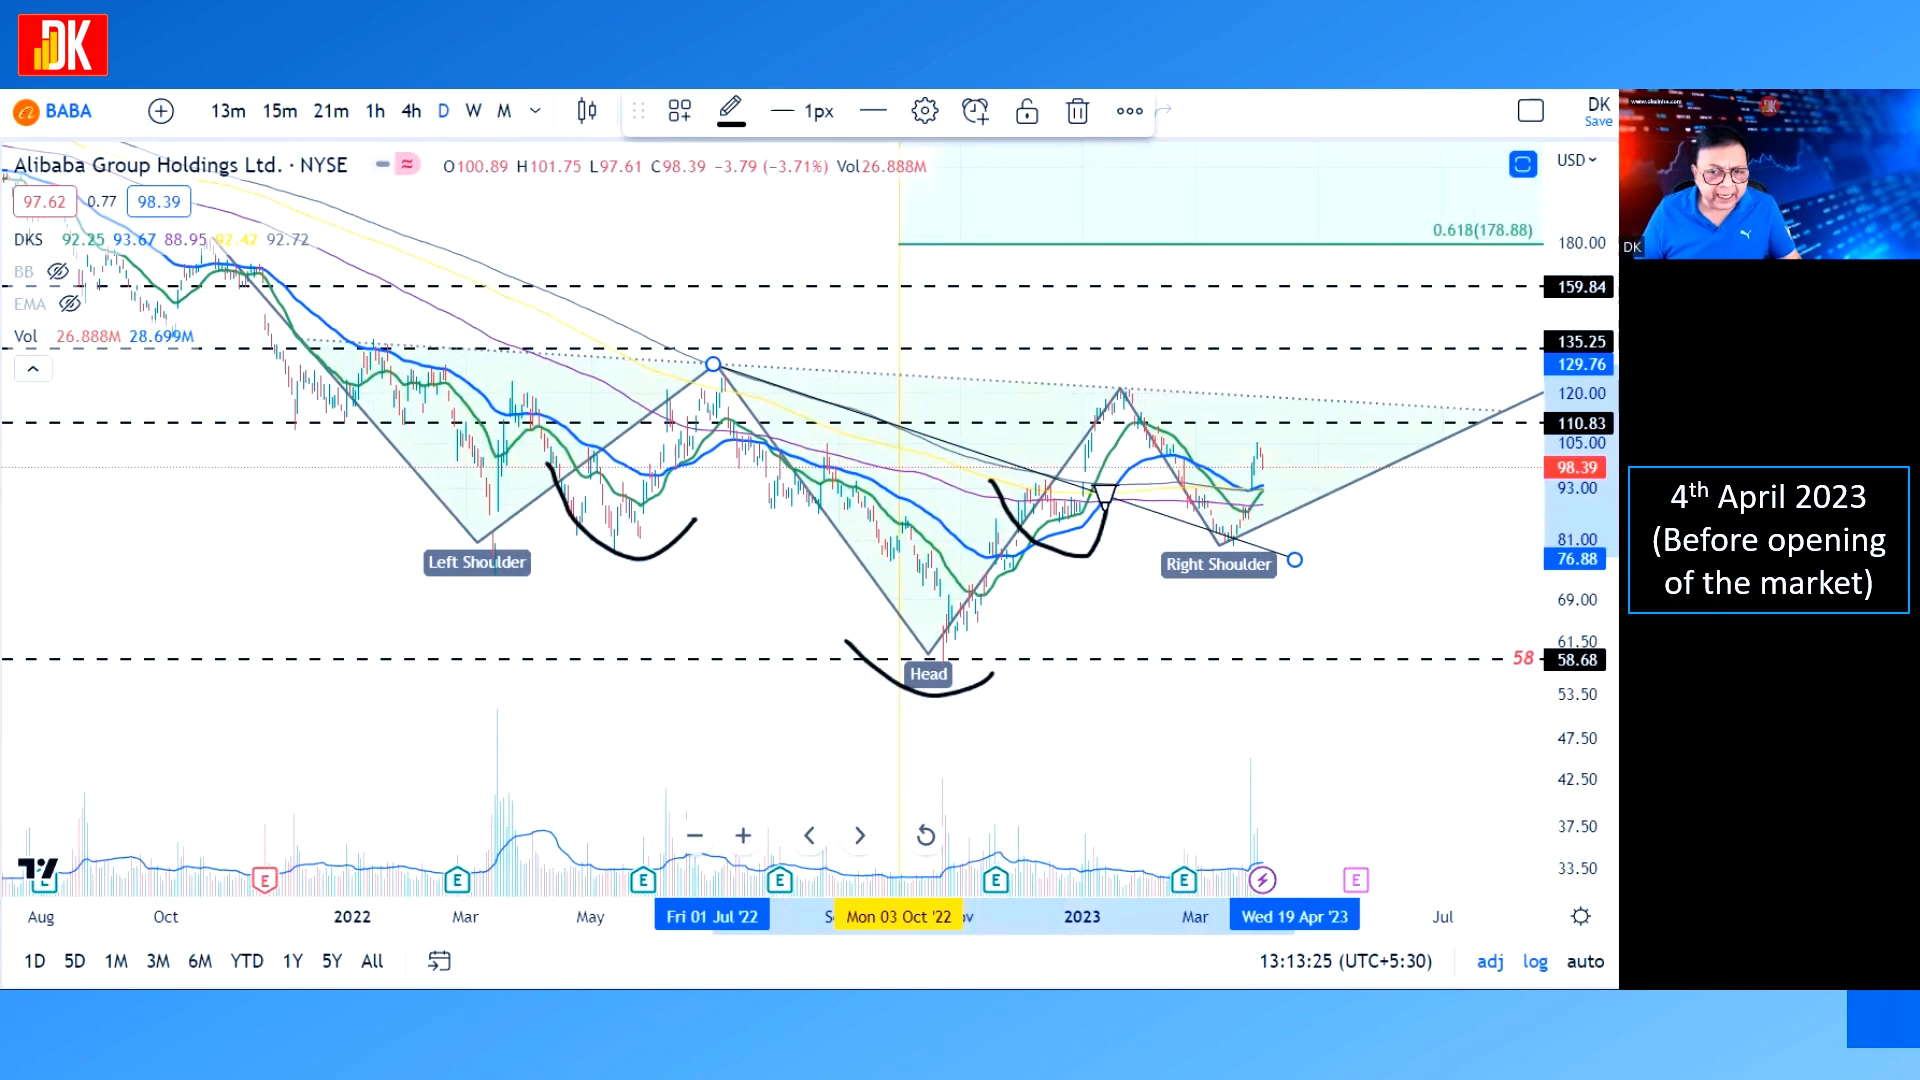 DK
BABA
13m 15m 21m 1h 4h D W M
1px
DK
Save
Alibaba Group Holdings Ltd. · NYSE
O100.89 H101.75 L97.61 C98.39 −3.79 (−3.71%) Vol26.888M
USD
97.62 0.77 98.39
DKS 92.25 93.67 88.95 92.42 92.72
BB
EMA
Vol 26.888M 28.699M
0.618(178.88)
180.00
159.84
135.25
129.76
120.00
110.83
105.00
98.39
93.00
81.00
76.88
69.00
61.50
58
58.68
53.50
47.50
42.50
37.50
33.50
Left Shoulder
Head
Right Shoulder
E E E E E E E
Aug Oct 2022 Mar May Fri 01 Jul '22 Mon 03 Oct '22 2023 Mar Wed 19 Apr '23 Jul
1D 5D 1M 3M 6M YTD 1Y 5Y All
13:13:25 (UTC+5:30) adj log auto
DK
DK
4th April 2023
(Before opening
of the market)